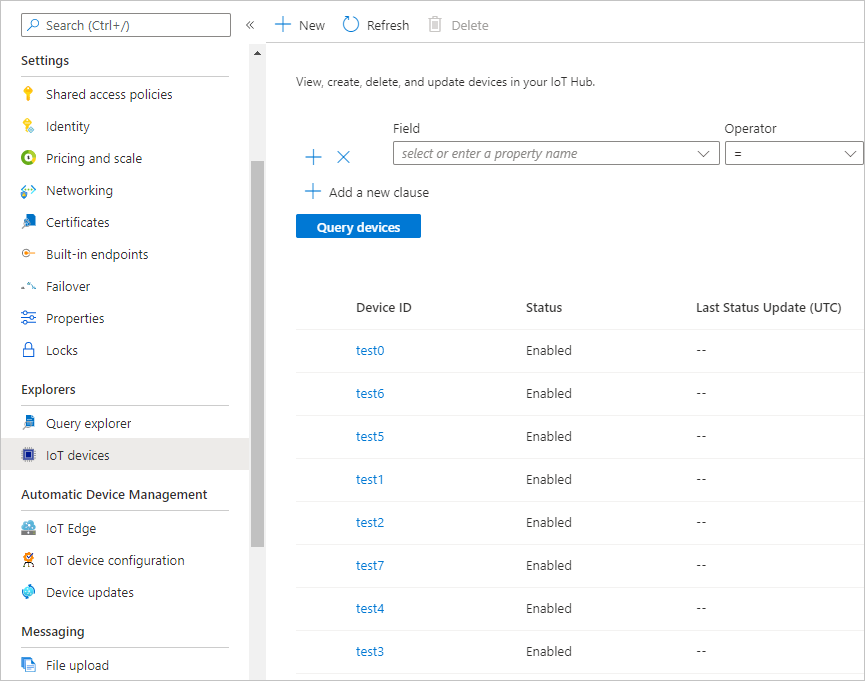 Search (Ctrl+/)
«
Settings
Shared access policies
Identity
Pricing and scale
Networking
Certificates
Built-in endpoints
Failover
Properties
Locks
Explorers
Query explorer
IoT devices
Automatic Device Management
IoT Edge
IoT device configuration
Device updates
Messaging
File upload
New Refresh Delete
View, create, delete, and update devices in your IoT Hub.
Field Operator
select or enter a property name =
Add a new clause
Query devices
Device ID Status Last Status Update (UTC)
test0 Enabled --
test6 Enabled --
test5 Enabled --
test1 Enabled --
test2 Enabled --
test7 Enabled --
test4 Enabled --
test3 Enabled --